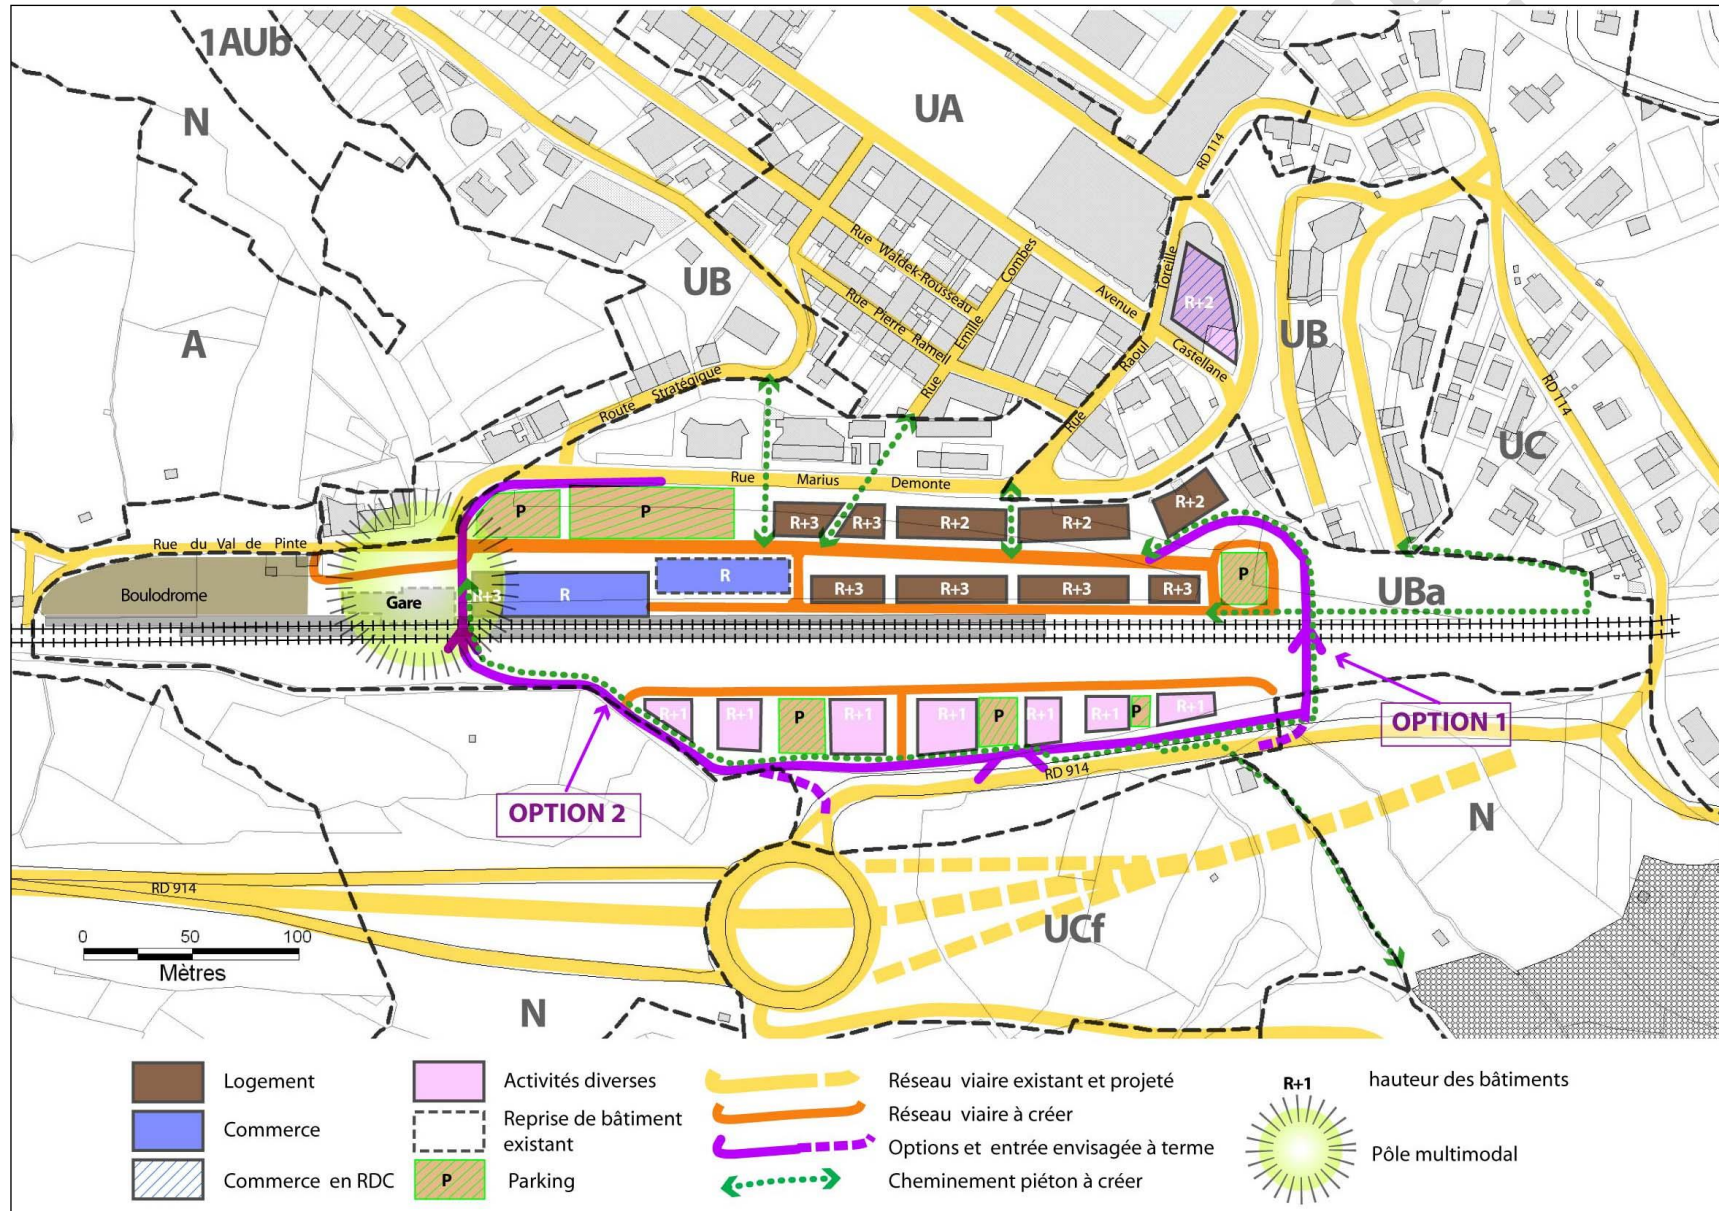 1AUb
N
UA
RD 114
Rue Waldek-Rousseau
Rue Emille Combes
Rue Pierre Ramell
Avenue Castellane
Rue Raoul Toreille
R+2
UB
UB
A
Route Stratégique
RD 114
UC
Rue Marius Demonte
P
P
R+3
R+3
R+2
R+2
R+2
Rue du Val de Pinte
Boulodrome
Gare
R+3
R
R
R+3
R+3
R+3
R+3
P
UBa
R+1
R+1
P
R+1
R+1
P
R+1
R+1
P
R+1
OPTION 1
OPTION 2
RD 914
N
RD 914
UCf
0 50 100
Mètres
N
Logement
Commerce
Commerce en RDC
Activités diverses
Reprise de bâtiment
existant
P
Parking
Réseau viaire existant et projeté
Réseau viaire à créer
Options et entrée envisagée à terme
Cheminement piéton à créer
R+1
hauteur des bâtiments
Pôle multimodal